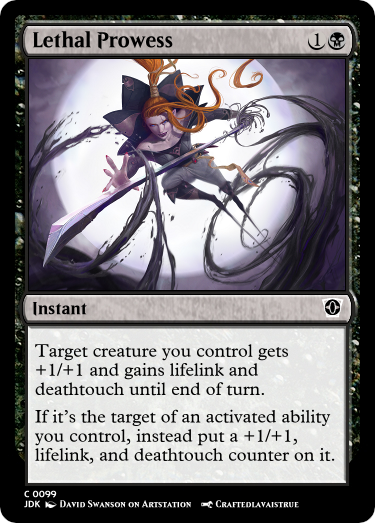 Lethal Prowess 1
Instant
Target creature you control gets
+1/+1 and gains lifelink and
deathtouch until end of turn.
If it's the target of an activated ability
you control, instead put a +1/+1,
lifelink, and deathtouch counter on it.
C 0099
JDK David Swanson on Artstation Craftedlavaistrue